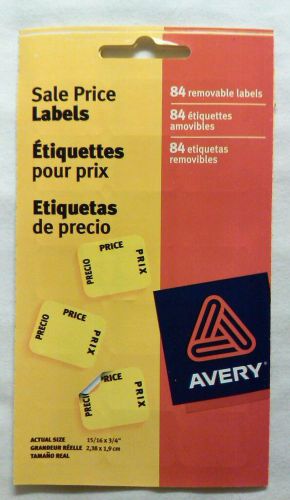 Sale Price
Labels
Étiquettes
pour prix
Etiquetas
de precio
84 removable labels
84 étiquettes
amovibles
84 etiquetas
removibles
PRECIO PRICE PRIX
PRECIO PRICE PRIX
PRECIO PRICE PRIX
AVERY
ACTUAL SIZE 15/16 x 3/4"
GRANDEUR RÉELLE 2,38 x 1,9 cm
TAMAÑO REAL